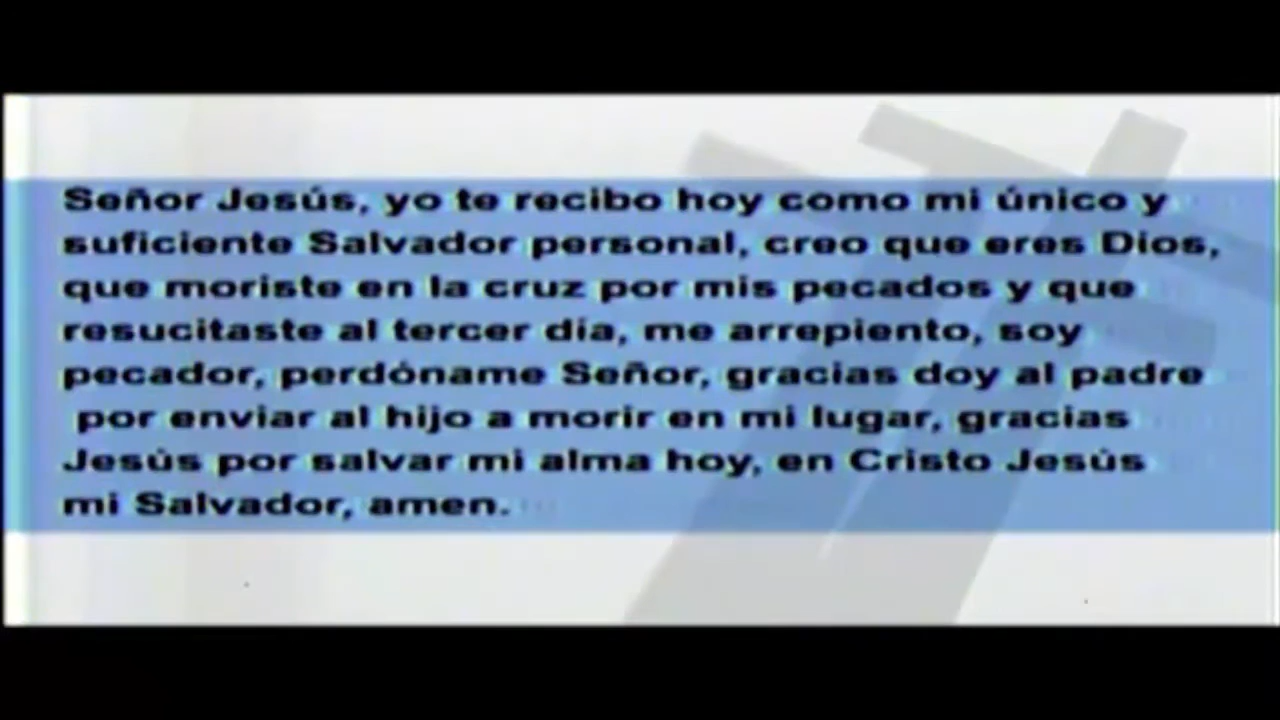 Señor Jesús, yo te recibo hoy como mi único y
suficiente Salvador personal, creo que eres Dios,
que moriste en la cruz por mis pecados y que
resucitaste al tercer día, me arrepiento, soy
pecador, perdóname Señor, gracias doy al padre
por enviar al hijo a morir en mi lugar, gracias
Jesús por salvar mi alma hoy, en Cristo Jesús
mi Salvador, amen.